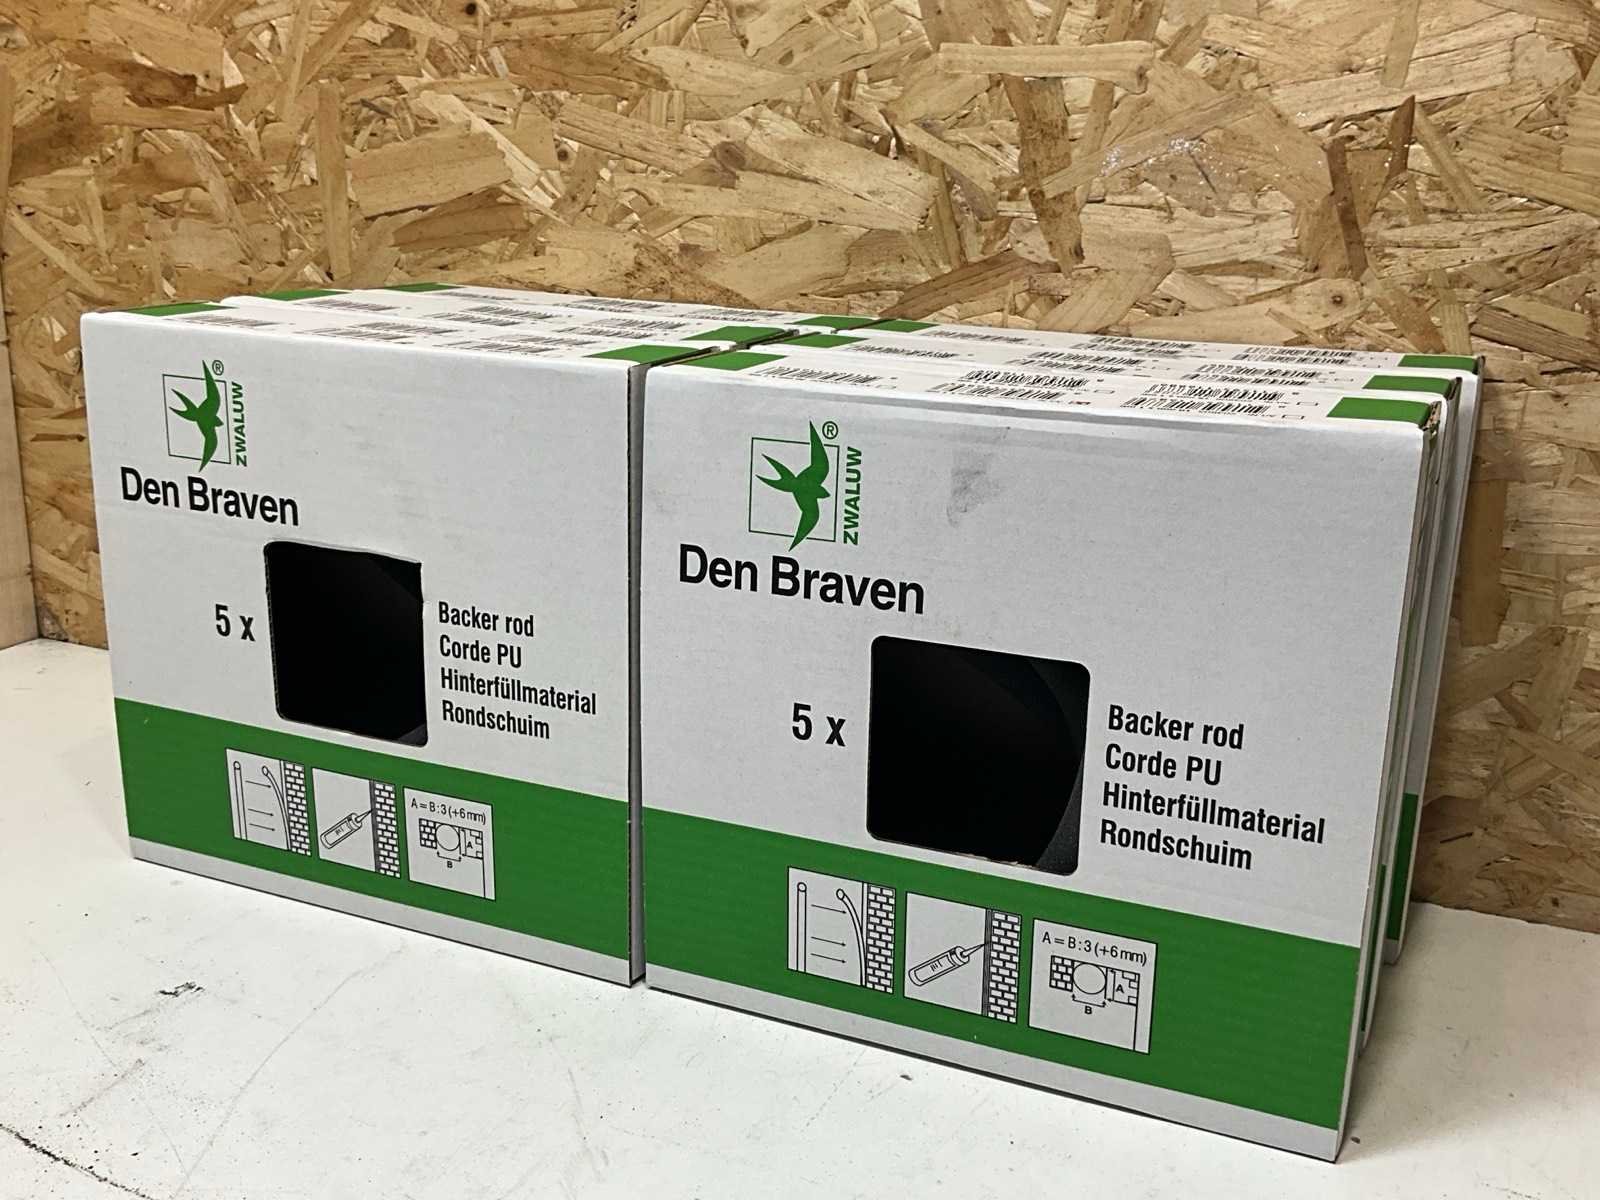 ®
ZWALUW
Den Braven
5 x
Backer rod
Corde PU
Hinterfüllmaterial
Rondschuim
A = B : 3 (+6 mm)
A
B
®
ZWALUW
Den Braven
5 x
Backer rod
Corde PU
Hinterfüllmaterial
Rondschuim
A = B : 3 (+6 mm)
A
B